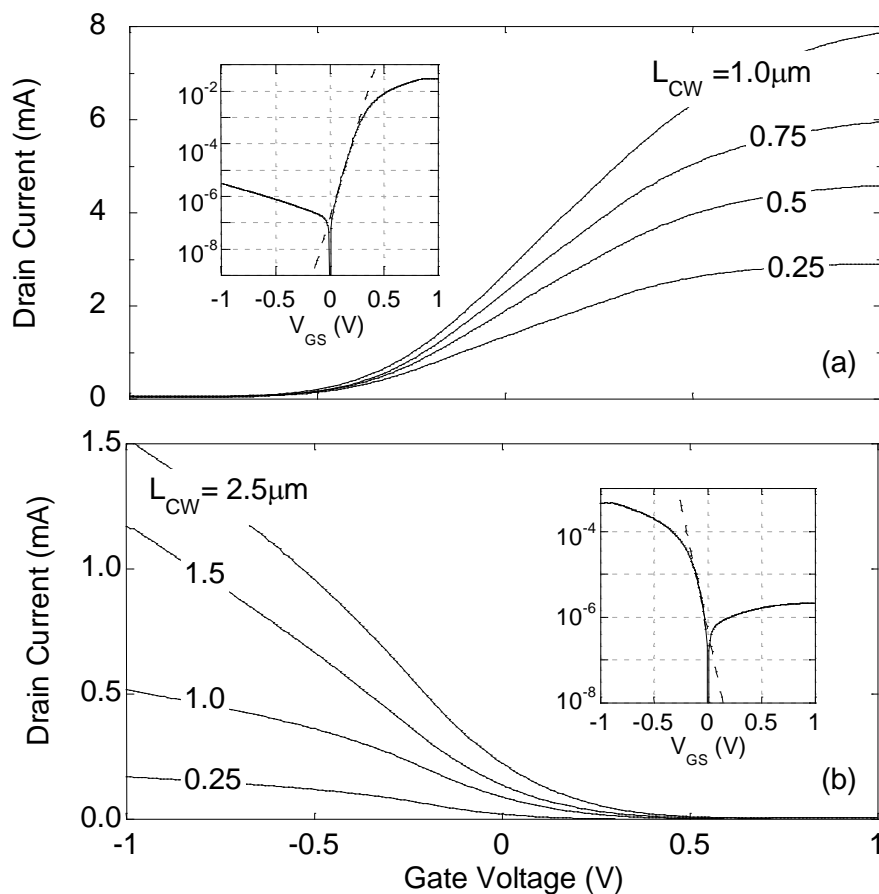 8
6
4
2
0
Drain Current (mA)
10⁻²
10⁻⁴
10⁻⁶
10⁻⁸
-1 -0.5 0 0.5 1
V_GS (V)
L_CW =1.0μm
0.75
0.5
0.25
(a)
1.5
1.0
0.5
0.0
Drain Current (mA)
L_CW= 2.5μm
1.5
1.0
0.25
10⁻⁴
10⁻⁶
10⁻⁸
-1 -0.5 0 0.5 1
V_GS (V)
(b)
-1 -0.5 0 0.5 1
Gate Voltage (V)